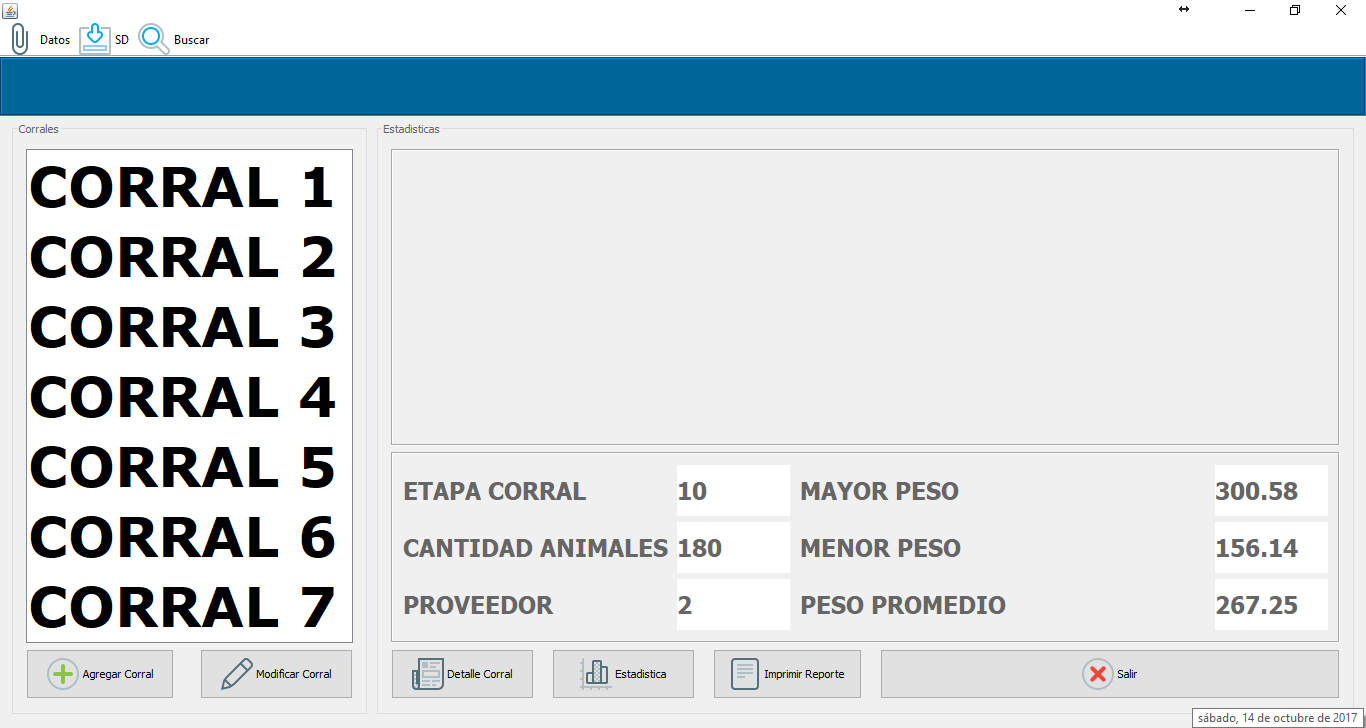 Datos SD Buscar
Corrales
CORRAL 1
CORRAL 2
CORRAL 3
CORRAL 4
CORRAL 5
CORRAL 6
CORRAL 7
Agregar Corral Modificar Corral
Estadisticas
ETAPA CORRAL 10 MAYOR PESO 300.58
CANTIDAD ANIMALES 180 MENOR PESO 156.14
PROVEEDOR 2 PESO PROMEDIO 267.25
Detalle Corral Estadistica Imprimir Reporte Salir
sábado, 14 de octubre de 2017